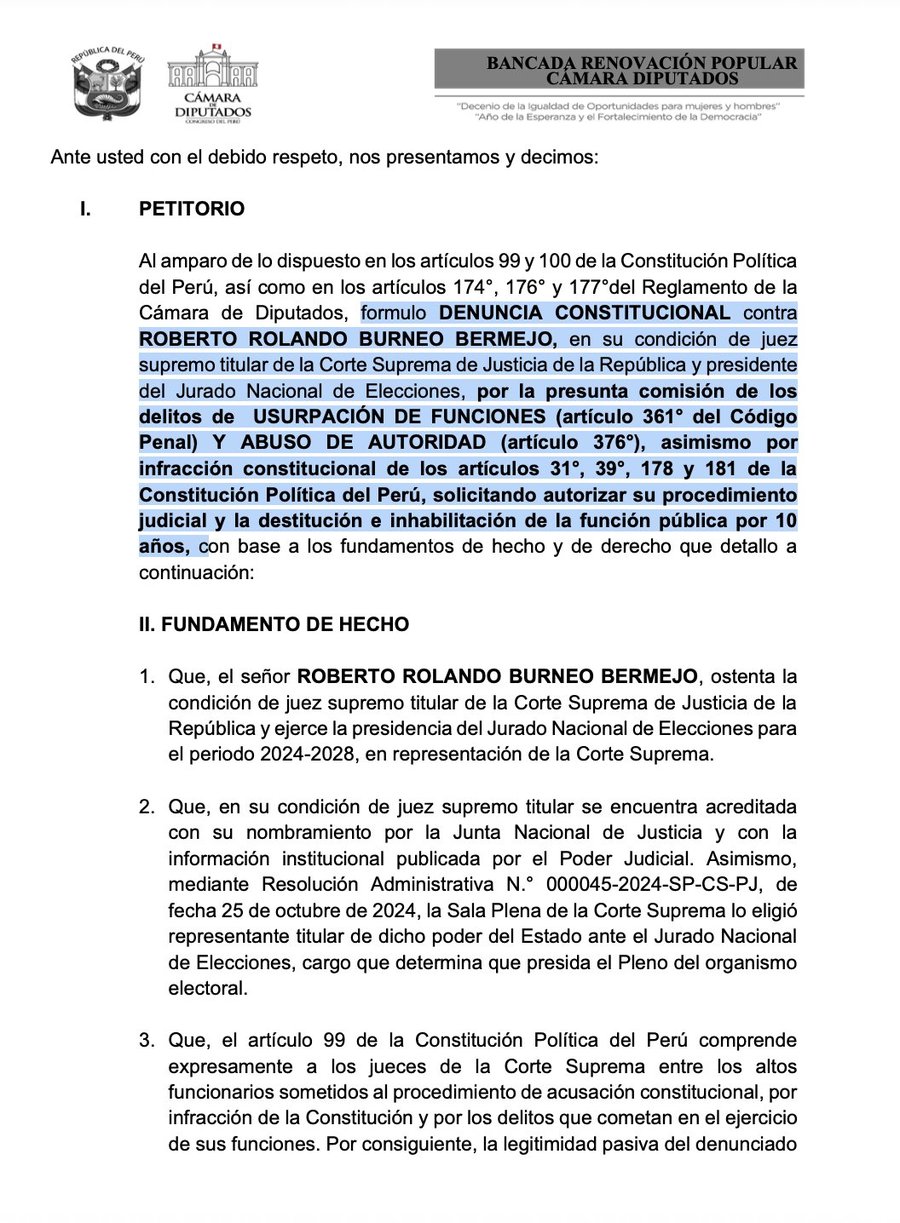 REPÚBLICA DEL PERÚ
CÁMARA
DE
DIPUTADOS
CONGRESO DEL PERÚ
BANCADA RENOVACIÓN POPULAR
CÁMARA DIPUTADOS
"Decenio de la Igualdad de Oportunidades para mujeres y hombres"
"Año de la Esperanza y el Fortalecimiento de la Democracia"
Ante usted con el debido respeto, nos presentamos y decimos:
I. PETITORIO
Al amparo de lo dispuesto en los artículos 99 y 100 de la Constitución Política
del Perú, así como en los artículos 174°, 176° y 177°del Reglamento de la
Cámara de Diputados, formulo DENUNCIA CONSTITUCIONAL contra
ROBERTO ROLANDO BURNEO BERMEJO, en su condición de juez
supremo titular de la Corte Suprema de Justicia de la República y presidente
del Jurado Nacional de Elecciones, por la presunta comisión de los
delitos de USURPACIÓN DE FUNCIONES (artículo 361° del Código
Penal) Y ABUSO DE AUTORIDAD (artículo 376°), asimismo por
infracción constitucional de los artículos 31°, 39°, 178 y 181 de la
Constitución Política del Perú, solicitando autorizar su procedimiento
judicial y la destitución e inhabilitación de la función pública por 10
años, con base a los fundamentos de hecho y de derecho que detallo a
continuación:
II. FUNDAMENTO DE HECHO
1. Que, el señor ROBERTO ROLANDO BURNEO BERMEJO, ostenta la
condición de juez supremo titular de la Corte Suprema de Justicia de la
República y ejerce la presidencia del Jurado Nacional de Elecciones para
el periodo 2024-2028, en representación de la Corte Suprema.
2. Que, en su condición de juez supremo titular se encuentra acreditada
con su nombramiento por la Junta Nacional de Justicia y con la
información institucional publicada por el Poder Judicial. Asimismo,
mediante Resolución Administrativa N.° 000045-2024-SP-CS-PJ, de
fecha 25 de octubre de 2024, la Sala Plena de la Corte Suprema lo eligió
representante titular de dicho poder del Estado ante el Jurado Nacional
de Elecciones, cargo que determina que presida el Pleno del organismo
electoral.
3. Que, el artículo 99 de la Constitución Política del Perú comprende
expresamente a los jueces de la Corte Suprema entre los altos
funcionarios sometidos al procedimiento de acusación constitucional, por
infracción de la Constitución y por los delitos que cometan en el ejercicio
de sus funciones. Por consiguiente, la legitimidad pasiva del denunciado